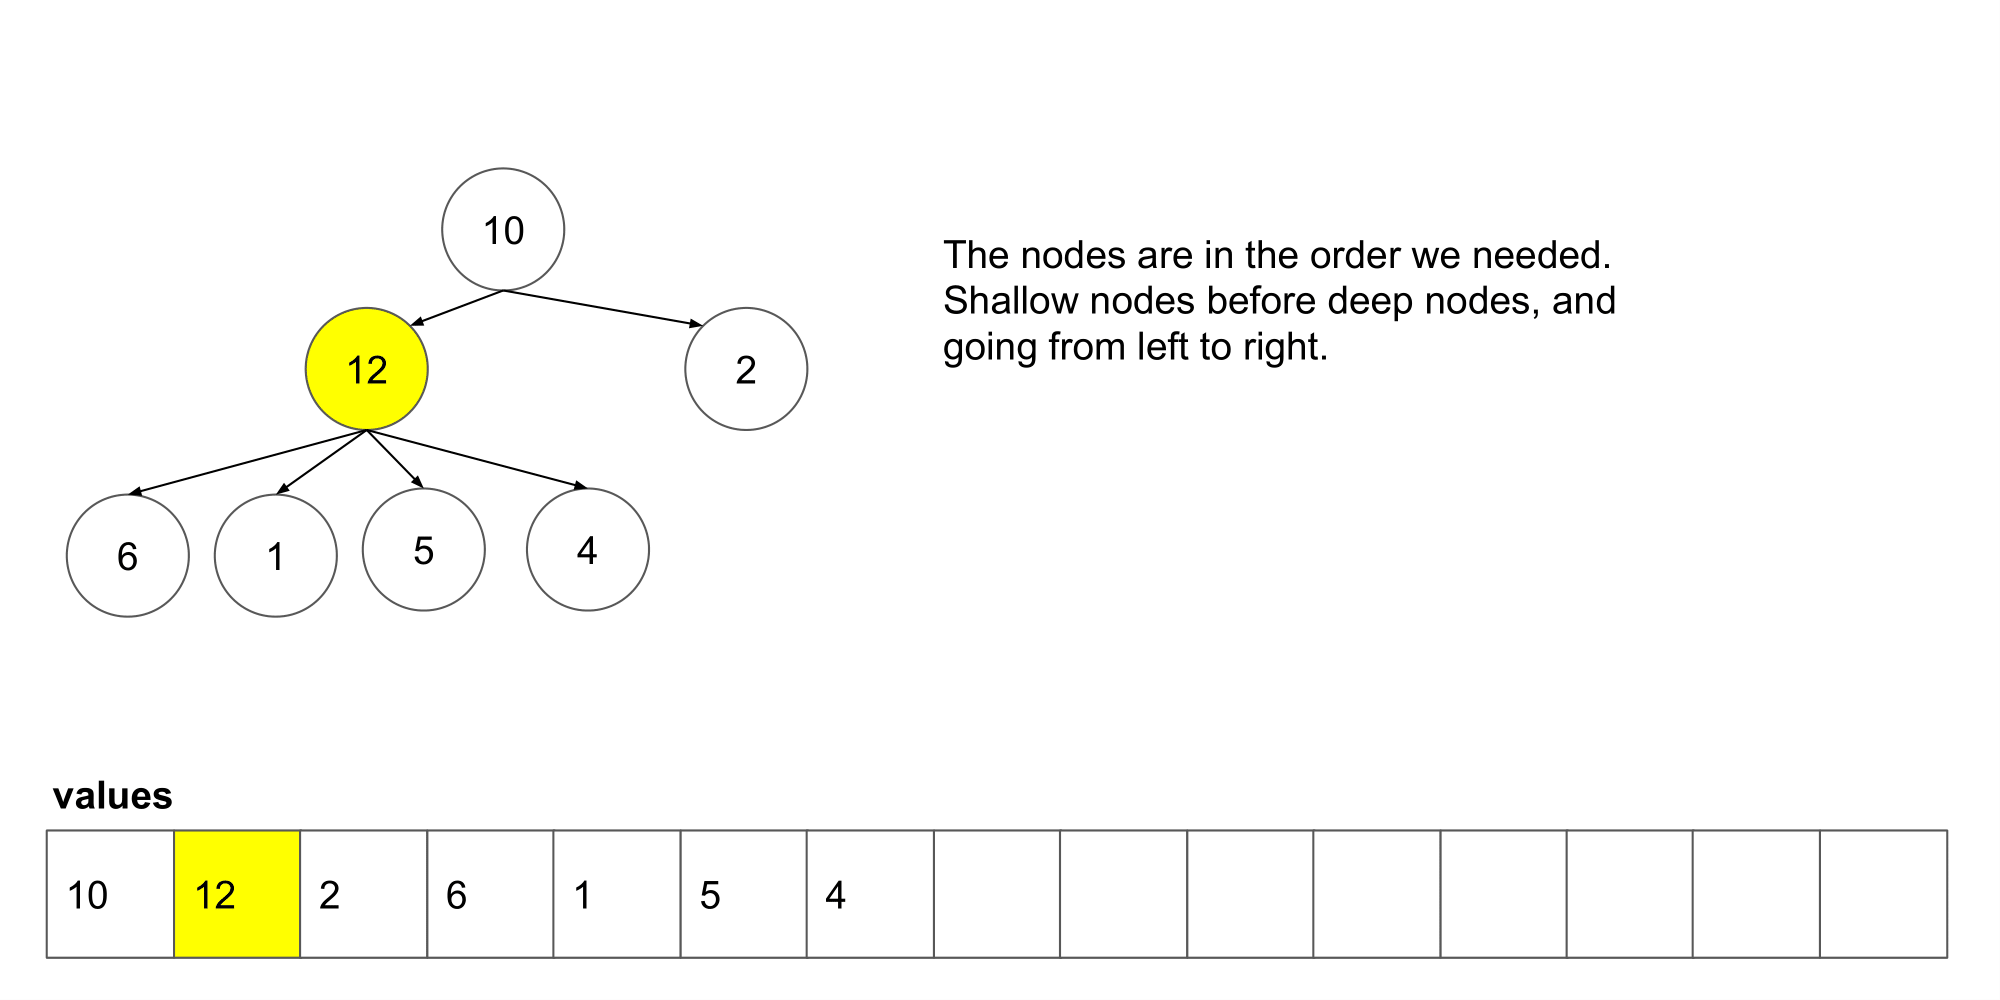 10
12
2
6
1
5
4
The nodes are in the order we needed.
Shallow nodes before deep nodes, and
going from left to right.
values
10 12 2 6 1 5 4